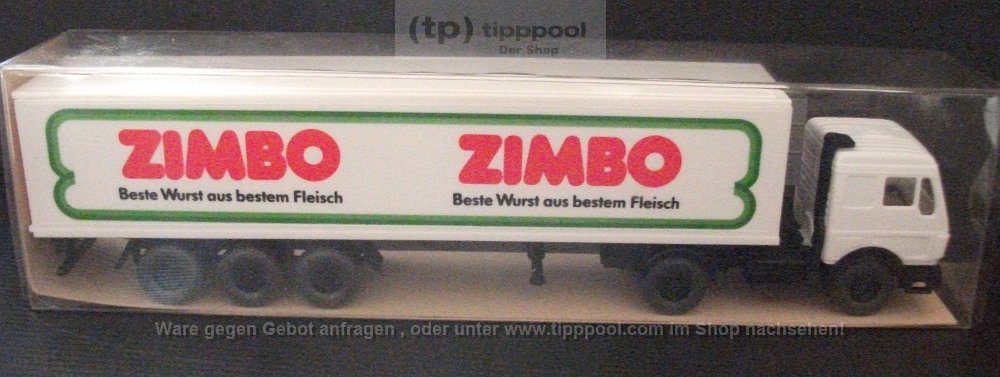 (tp) tipppool
Der Shop
ZIMBO ZIMBO
Beste Wurst aus bestem Fleisch Beste Wurst aus bestem Fleisch
Ware gegen Gebot anfragen , oder unter www.tipppool.com im Shop nachsehen!